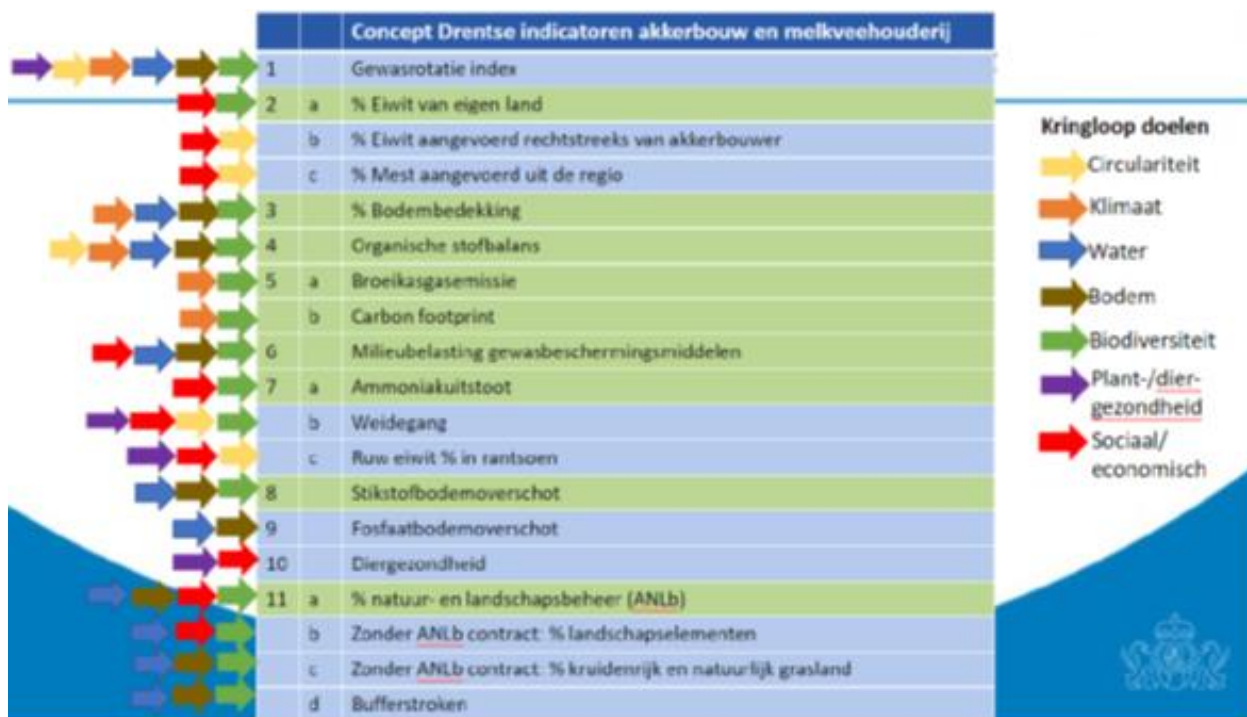 Concept Drentse indicatoren akkerbouw en melkveehouderij
1 Gewasrotatie index
2 a % Eiwit van eigen land
b % Eiwit aangevoerd rechtstreeks van akkerbouwer
c % Mest aangevoerd uit de regio
3 % Bodembedekking
4 Organische stofbalans
5 a Broeikasgasemissie
b Carbon footprint
6 Milieubelasting gewasbeschermingsmiddelen
7 a Ammoniakuitstoot
b Weidegang
c Ruw eiwit % in rantsoen
8 Stikstofbodemoverschot
9 Fosfaatbodemoverschot
10 Diergezondheid
11 a % natuur- en landschapsbeheer (ANLb)
b Zonder ANLb contract: % landschapselementen
c Zonder ANLb contract: % kruidenrijk en natuurlijk grasland
d Bufferstroken
Kringloop doelen
Circulariteit
Klimaat
Water
Bodem
Biodiversiteit
Plant-/dier-
gezondheid
Sociaal/
economisch